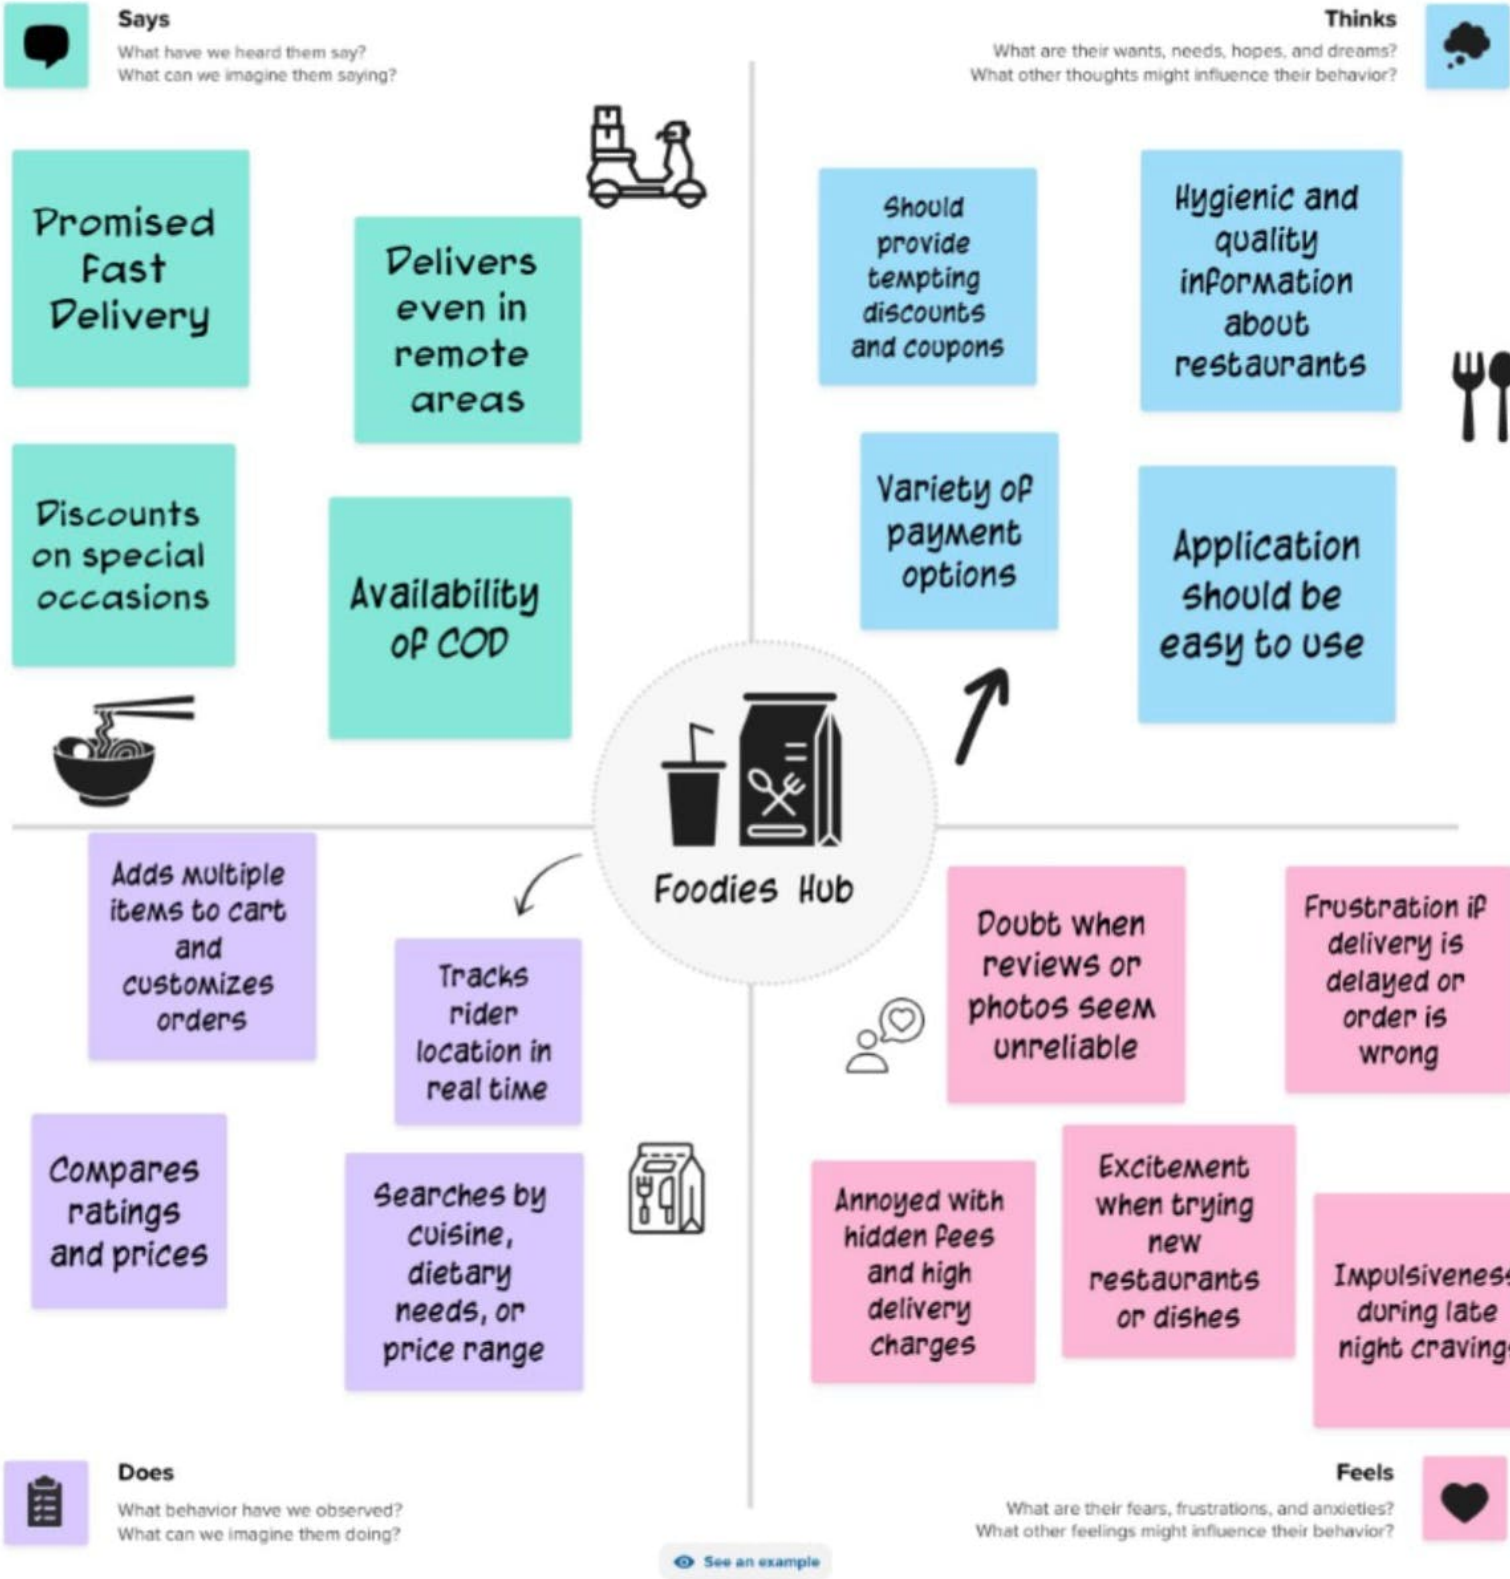 Says
What have we heard them say?
What can we imagine them saying?
Thinks
What are their wants, needs, hopes, and dreams?
What other thoughts might influence their behavior?
Promised
Fast
Delivery
Delivers
even in
remote
areas
Discounts
on special
occasions
Availability
of COD
Should
provide
tempting
discounts
and coupons
Hygienic and
quality
information
about
restaurants
Variety of
payment
options
Application
should be
easy to use
Foodies Hub
Adds multiple
items to cart
and
customizes
orders
Tracks
rider
location in
real time
Compares
ratings
and prices
Searches by
cuisine,
dietary
needs, or
price range
Doubt when
reviews or
photos seem
unreliable
Frustration if
delivery is
delayed or
order is
wrong
Annoyed with
hidden fees
and high
delivery
charges
Excitement
when trying
new
restaurants
or dishes
Impulsiveness
during late
night craving
Does
What behavior have we observed?
What can we imagine them doing?
Feels
What are their fears, frustrations, and anxieties?
What other feelings might influence their behavior?
See an example